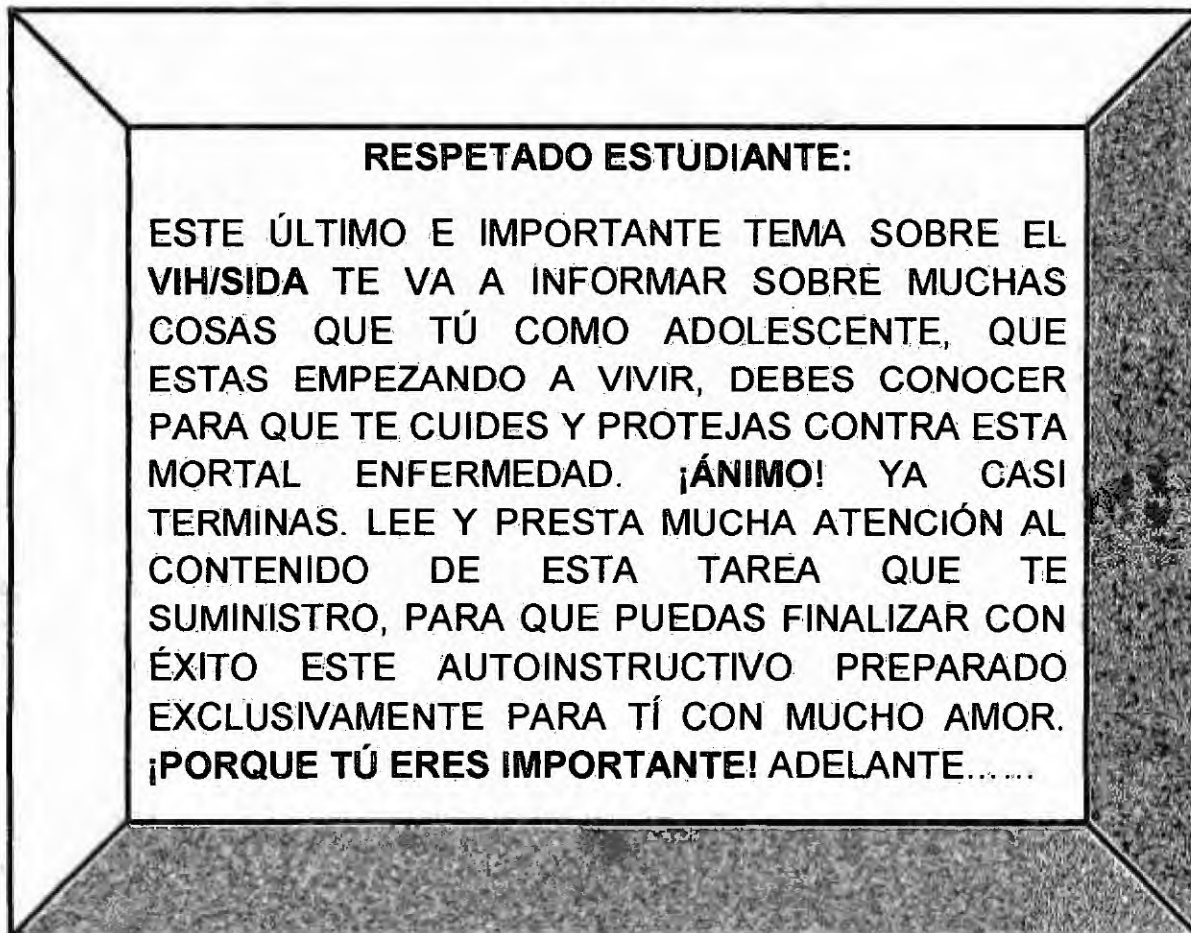 RESPETADO ESTUDIANTE:
ESTE ÚLTIMO E IMPORTANTE TEMA SOBRE EL
VIH/SIDA TE VA A INFORMAR SOBRE MUCHAS
COSAS QUE TÚ COMO ADOLESCENTE, QUE
ESTAS EMPEZANDO A VIVIR, DEBES CONOCER
PARA QUE TE CUIDES Y PROTEJAS CONTRA ESTA
MORTAL ENFERMEDAD. ¡ÁNIMO! YA CASI
TERMINAS. LEE Y PRESTA MUCHA ATENCIÓN AL
CONTENIDO DE ESTA TAREA QUE TE
SUMINISTRO, PARA QUE PUEDAS FINALIZAR CON
ÉXITO ESTE AUTOINSTRUCTIVO PREPARADO
EXCLUSIVAMENTE PARA TÍ CON MUCHO AMOR.
¡PORQUE TÚ ERES IMPORTANTE! ADELANTE......